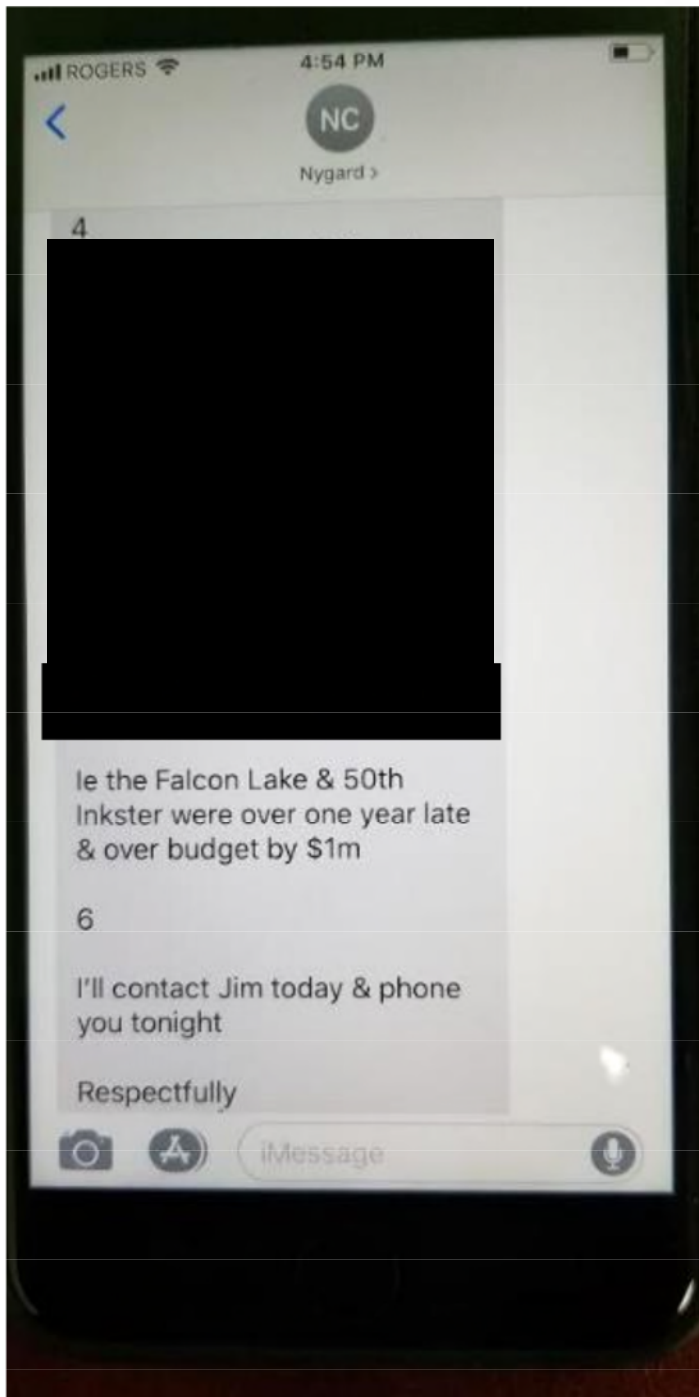 ROGERS 4:54 PM
NC
Nygard >
4
le the Falcon Lake & 50th
Inkster were over one year late
& over budget by $1m
6
I'll contact Jim today & phone
you tonight
Respectfully
iMessage